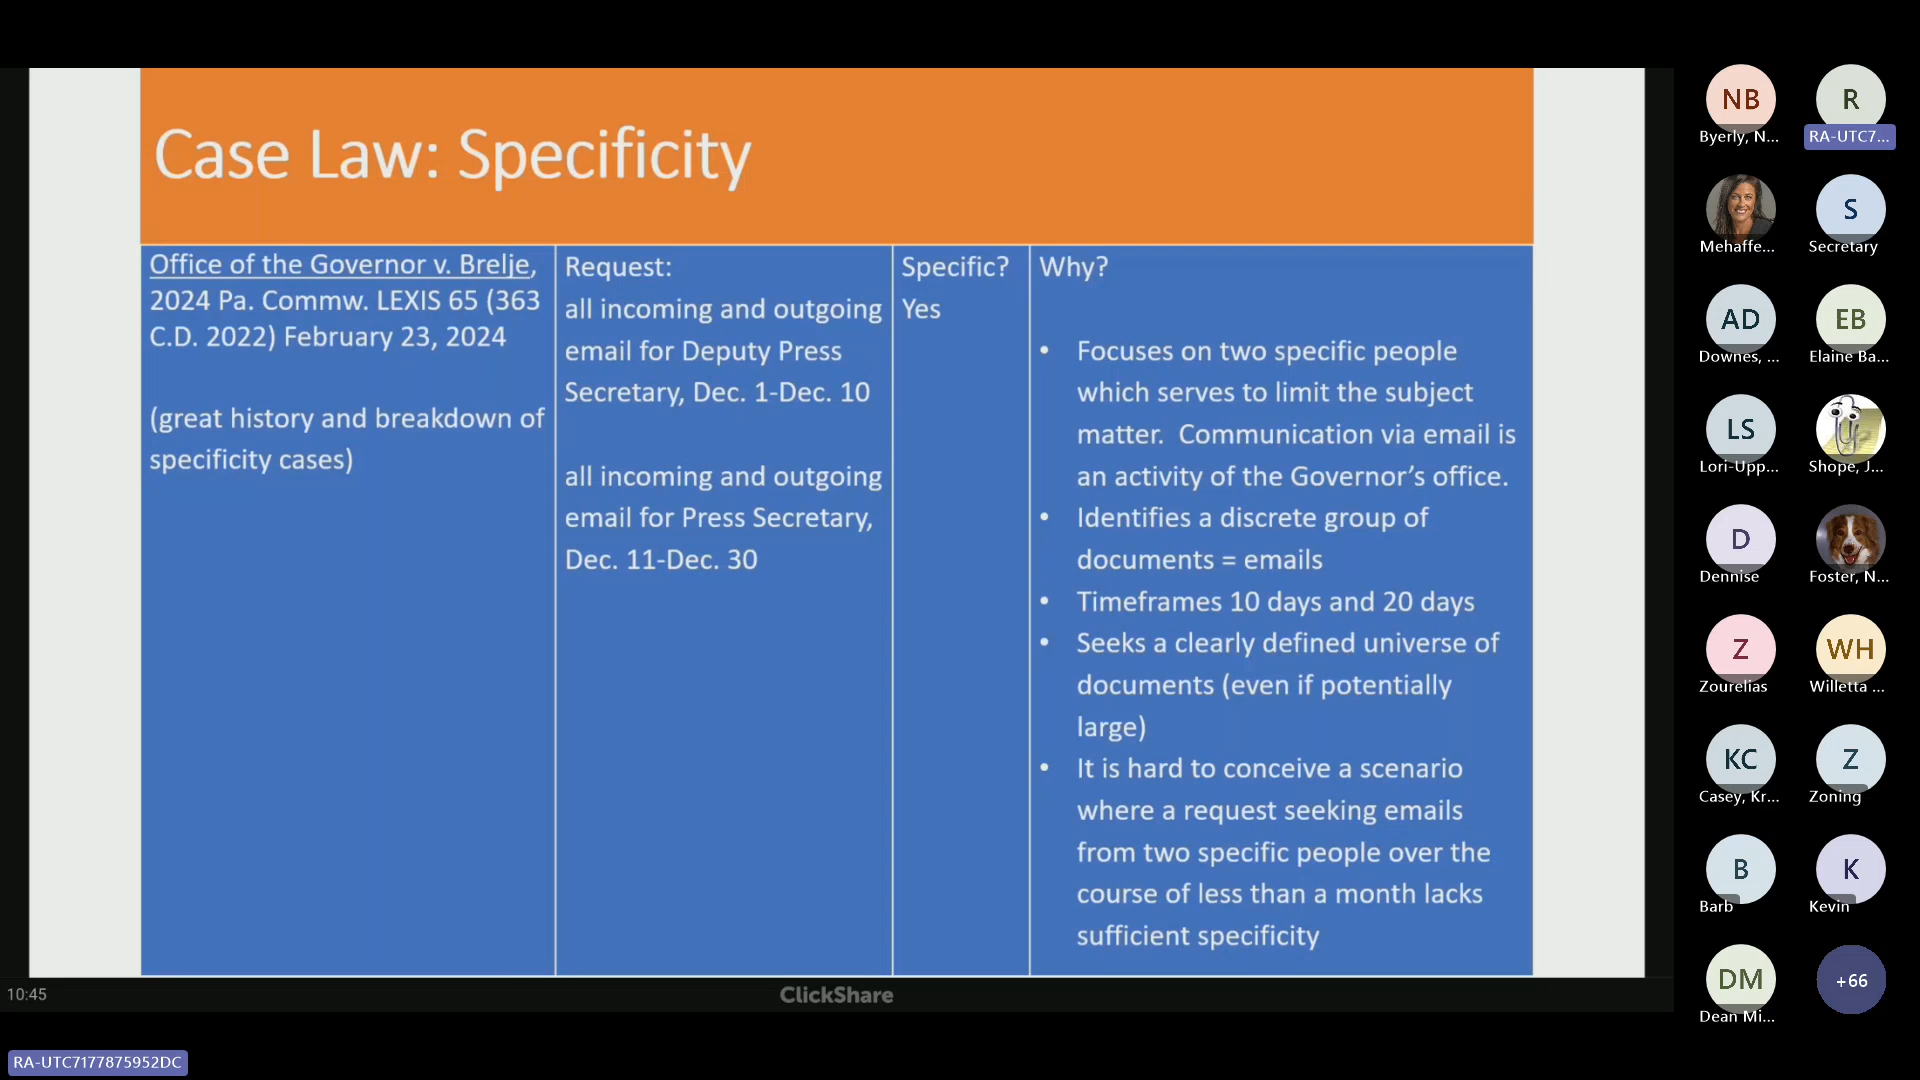 Case Law: Specificity
Office of the Governor v. Brelje,
2024 Pa. Commw. LEXIS 65 (363
C.D. 2022) February 23, 2024
(great history and breakdown of
specificity cases)
Request:
all incoming and outgoing
email for Deputy Press
Secretary, Dec. 1-Dec. 10
all incoming and outgoing
email for Press Secretary,
Dec. 11-Dec. 30
Specific?
Yes
Why?
• Focuses on two specific people
which serves to limit the subject
matter. Communication via email is
an activity of the Governor’s office.
• Identifies a discrete group of
documents = emails
• Timeframes 10 days and 20 days
• Seeks a clearly defined universe of
documents (even if potentially
large)
• It is hard to conceive a scenario
where a request seeking emails
from two specific people over the
course of less than a month lacks
sufficient specificity
10:45
ClickShare
RA-UTC7177875952DC
NB
Byerly, N...
R
RA-UTC7...
Mehaffe...
S
Secretary
AD
Downes, ...
EB
Elaine Ba...
LS
Lori-Upp...
Shope, J...
D
Dennise
Foster, N...
Z
Zourelias
WH
Willetta ...
KC
Casey, Kr...
Z
Zoning
B
Barb
K
Kevin
DM
Dean Mi...
+66